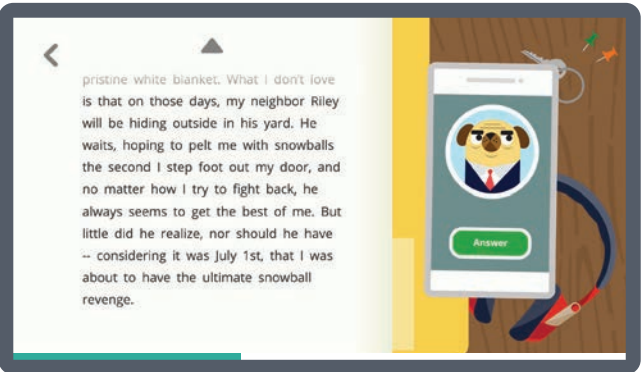 pristine white blanket. What I don't love
is that on those days, my neighbor Riley
will be hiding outside in his yard. He
waits, hoping to pelt me with snowballs
the second I step foot out my door, and
no matter how I try to fight back, he
always seems to get the best of me. But
little did he realize, nor should he have
-- considering it was July 1st, that I was
about to have the ultimate snowball
revenge.
Answer